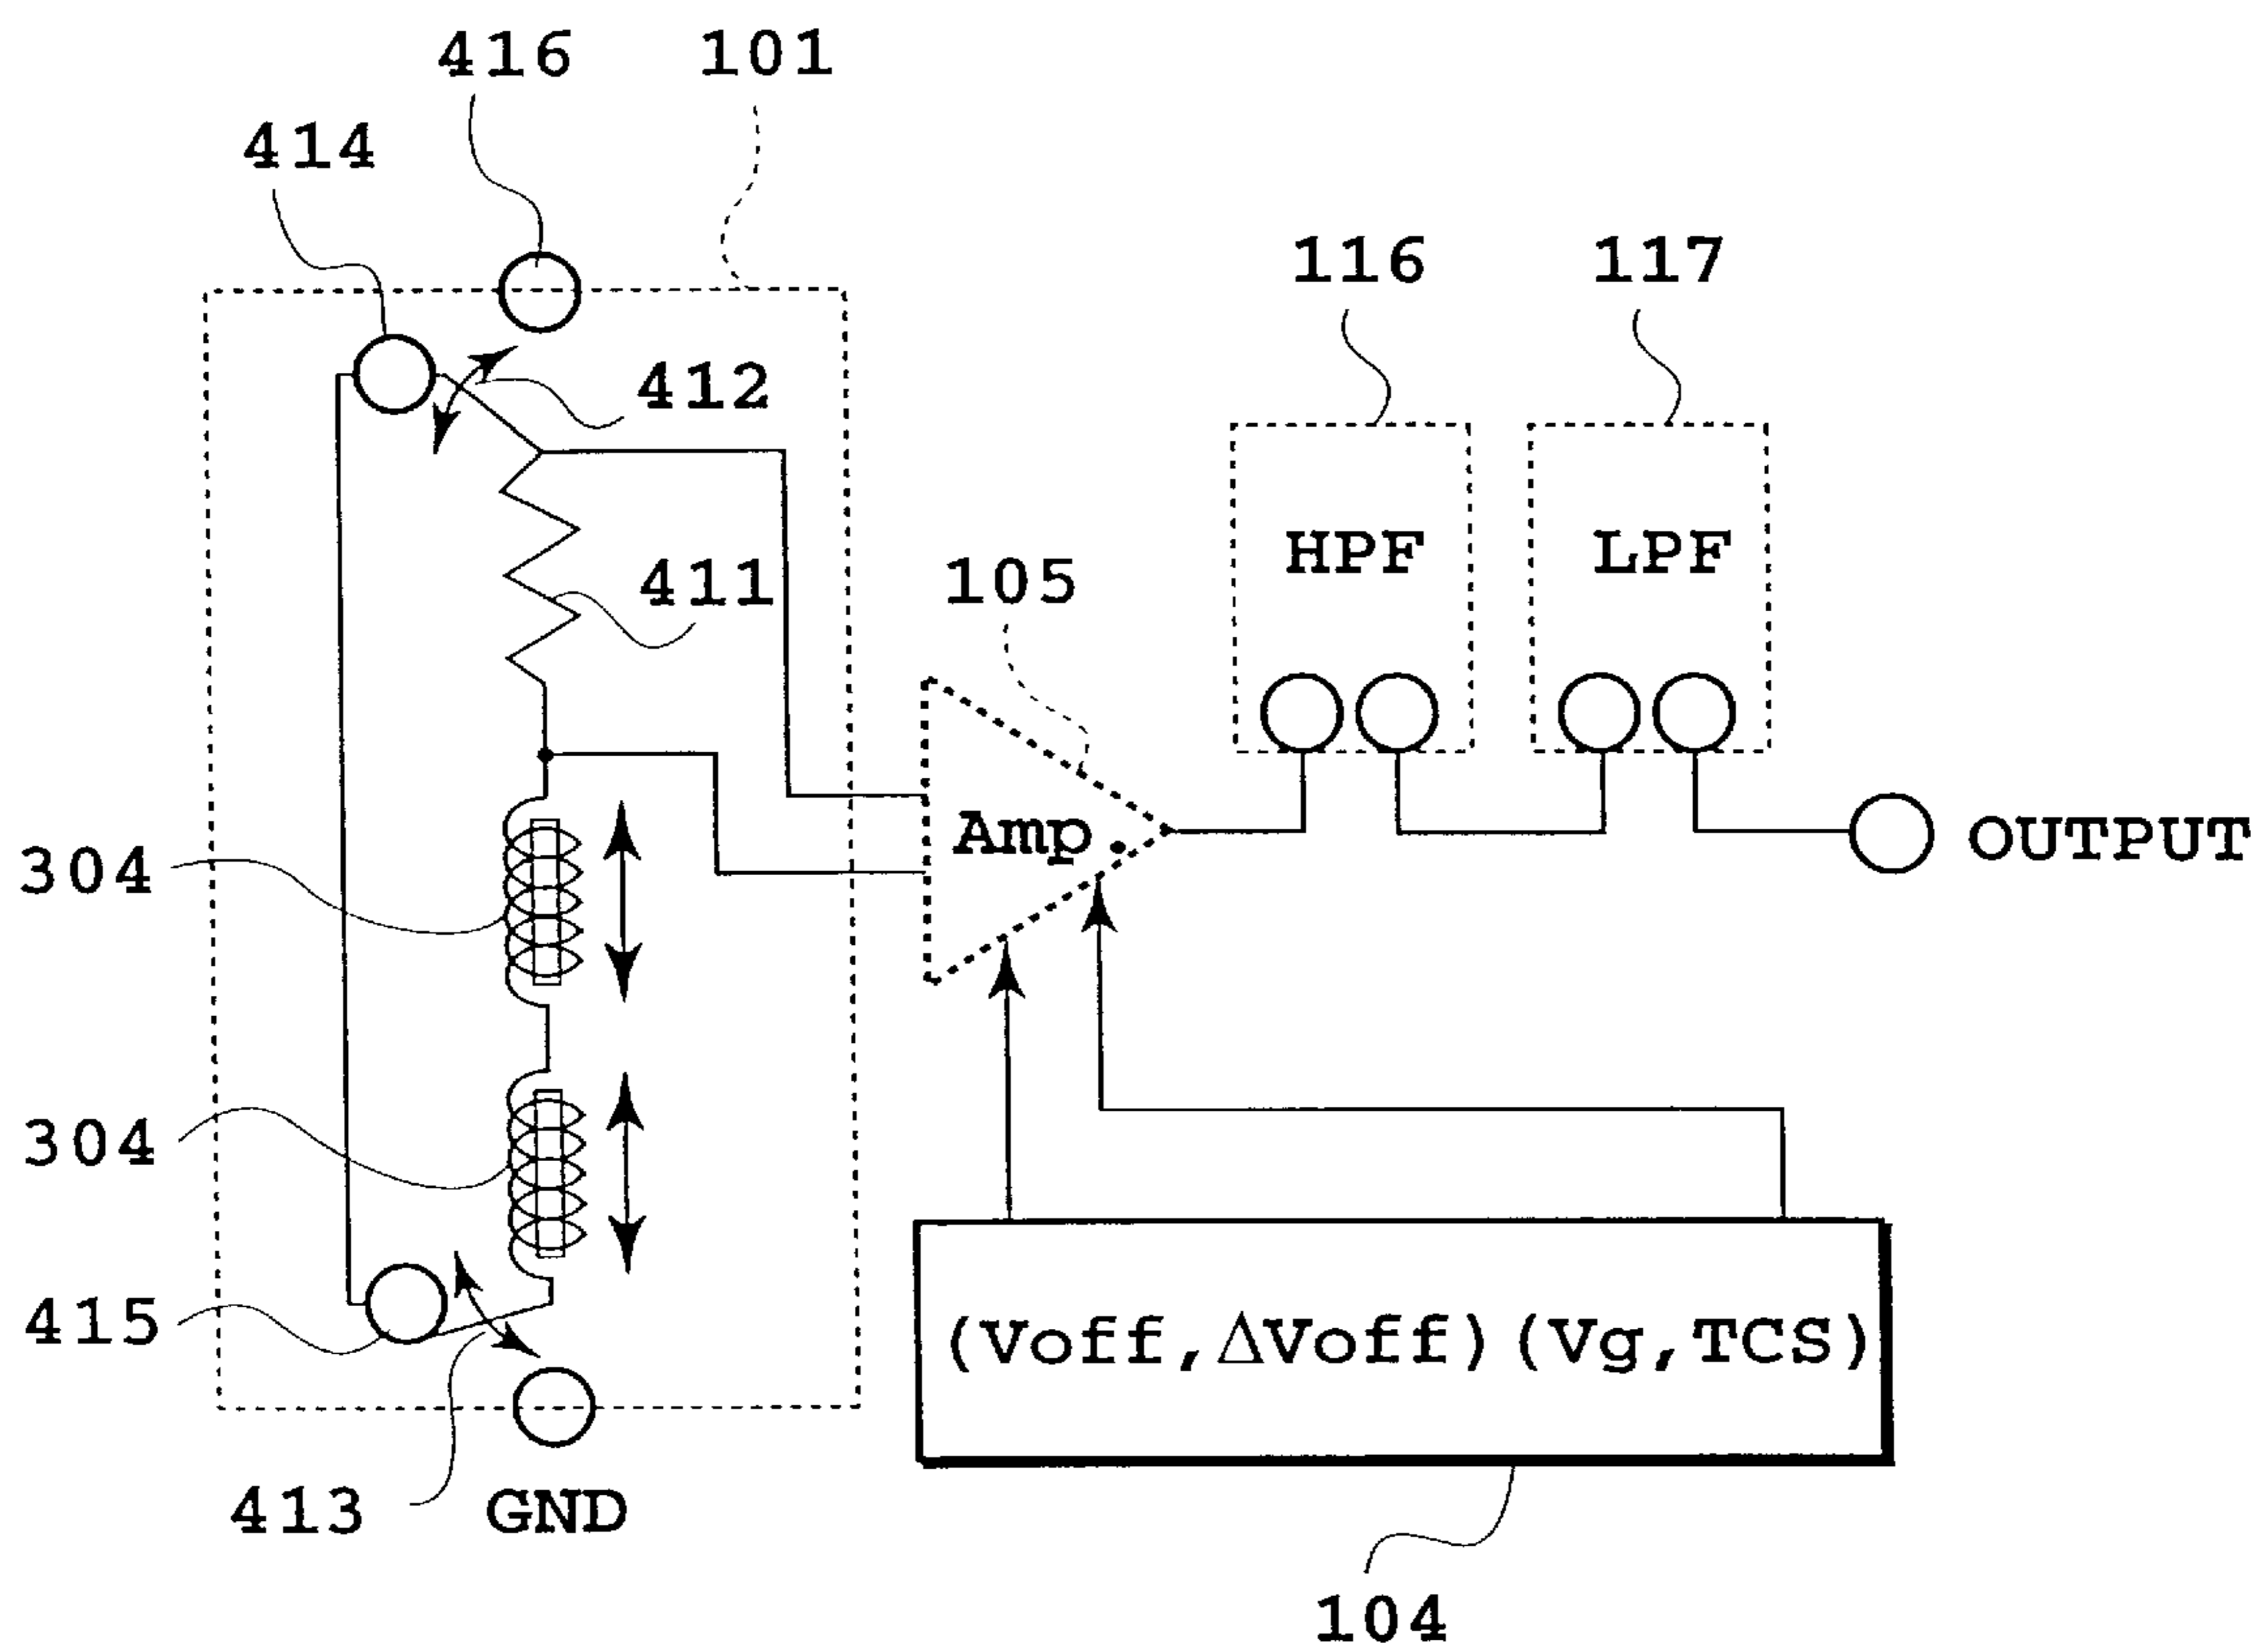 416
101
414
116
117
412
HPF
LPF
411
105
Amp.
OUTPUT
304
304
415
(Voff,ΔVoff)(Vg,TCS)
413
GND
104